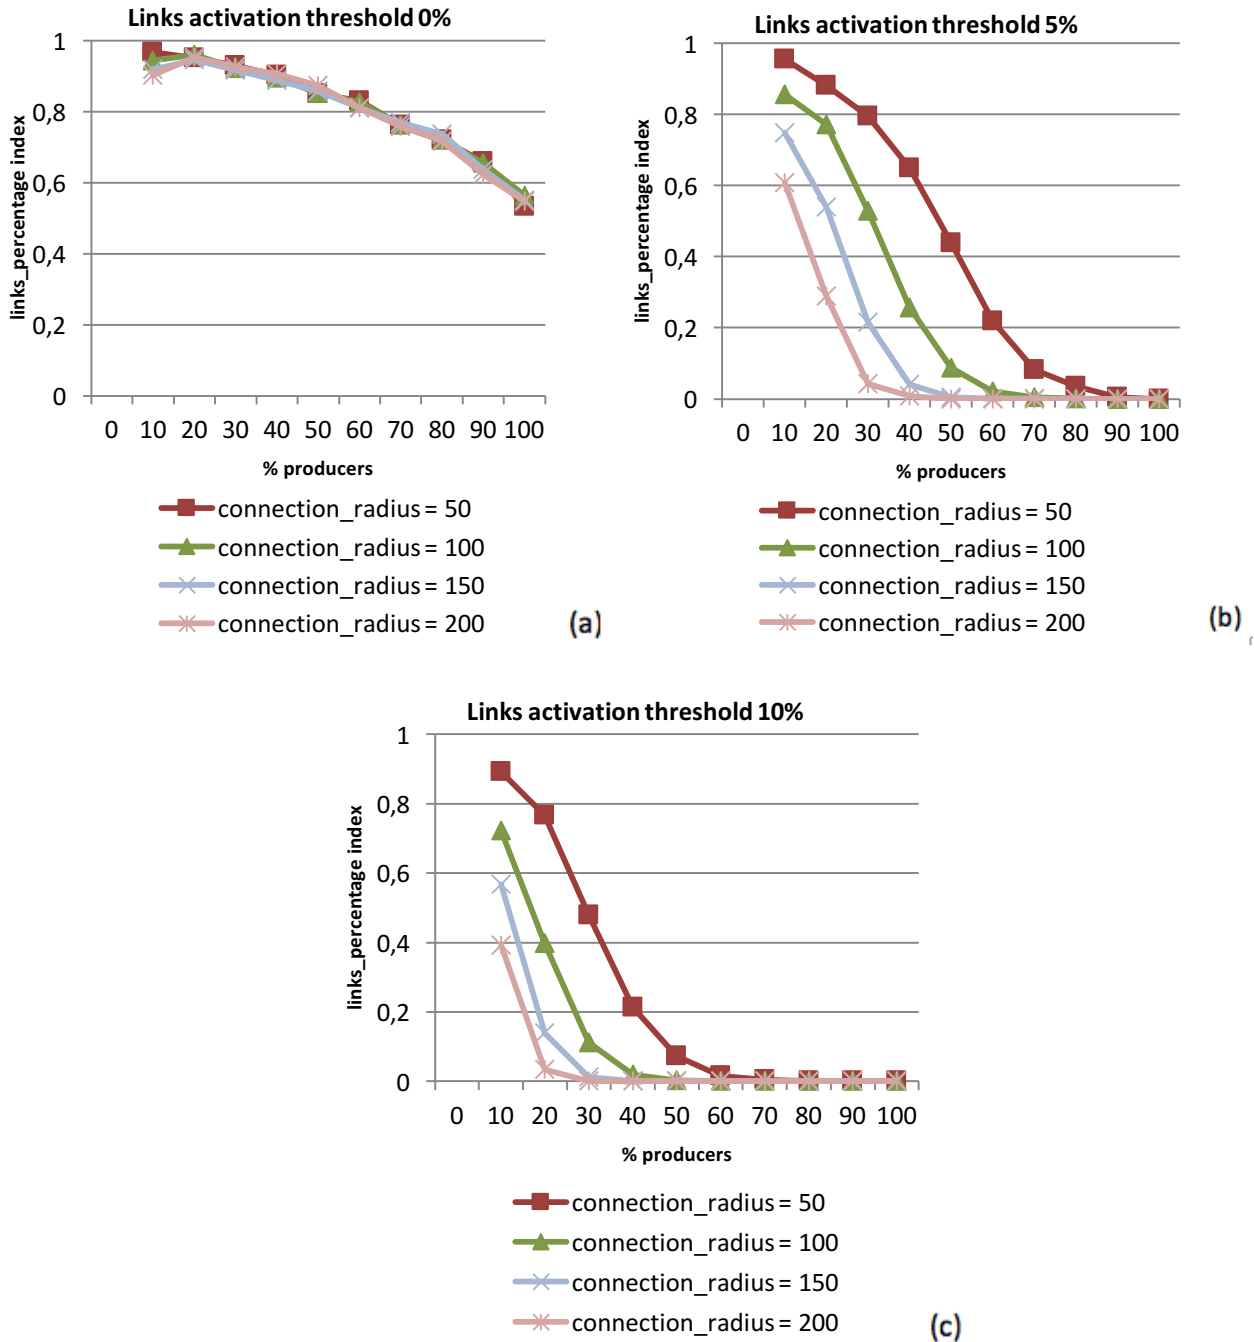 Links activation threshold 0%
1
0,8
0,6
0,4
0,2
0
links_percentage index
0 10 20 30 40 50 60 70 80 90 100
% producers
connection_radius = 50
connection_radius = 100
connection_radius = 150
connection_radius = 200
(a)
Links activation threshold 5%
1
0,8
0,6
0,4
0,2
0
links_percentage index
0 10 20 30 40 50 60 70 80 90 100
% producers
connection_radius = 50
connection_radius = 100
connection_radius = 150
connection_radius = 200
(b)
Links activation threshold 10%
1
0,8
0,6
0,4
0,2
0
links_percentage index
0 10 20 30 40 50 60 70 80 90 100
% producers
connection_radius = 50
connection_radius = 100
connection_radius = 150
connection_radius = 200
(c)